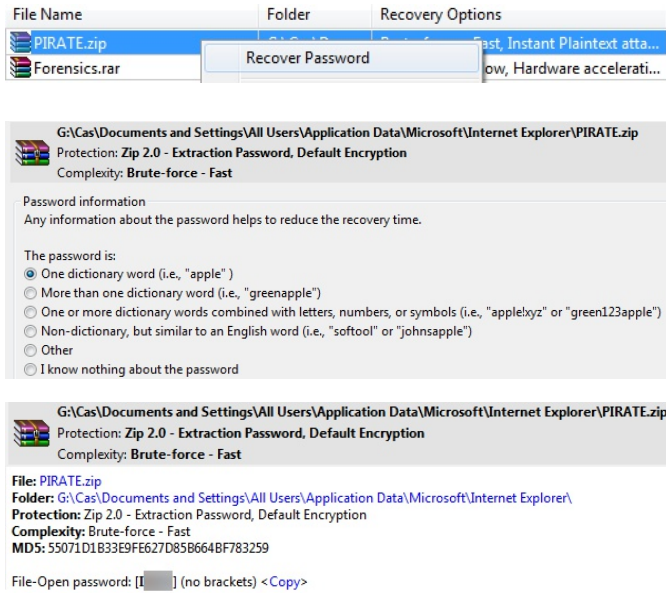 File Name Folder Recovery Options
PIRATE.zip Instant Plaintext atta...
Recover Password
Forensics.rar ow, Hardware accelerati...
G:\Cas\Documents and Settings\All Users\Application Data\Microsoft\Internet Explorer\PIRATE.zip
Protection: Zip 2.0 - Extraction Password, Default Encryption
Complexity: Brute-force - Fast
Password information
Any information about the password helps to reduce the recovery time.
The password is:
One dictionary word (i.e., "apple" )
More than one dictionary word (i.e., "greenapple")
One or more dictionary words combined with letters, numbers, or symbols (i.e., "apple!xyz" or "green123apple")
Non-dictionary, but similar to an English word (i.e., "softool" or "johnsapple")
Other
I know nothing about the password
G:\Cas\Documents and Settings\All Users\Application Data\Microsoft\Internet Explorer\PIRATE.zip
Protection: Zip 2.0 - Extraction Password, Default Encryption
Complexity: Brute-force - Fast
File: PIRATE.zip
Folder: G:\Cas\Documents and Settings\All Users\Application Data\Microsoft\Internet Explorer\
Protection: Zip 2.0 - Extraction Password, Default Encryption
Complexity: Brute-force - Fast
MD5: 55071D1B33E9FE627D85B664BF783259
File-Open password: [I ] (no brackets) <Copy>